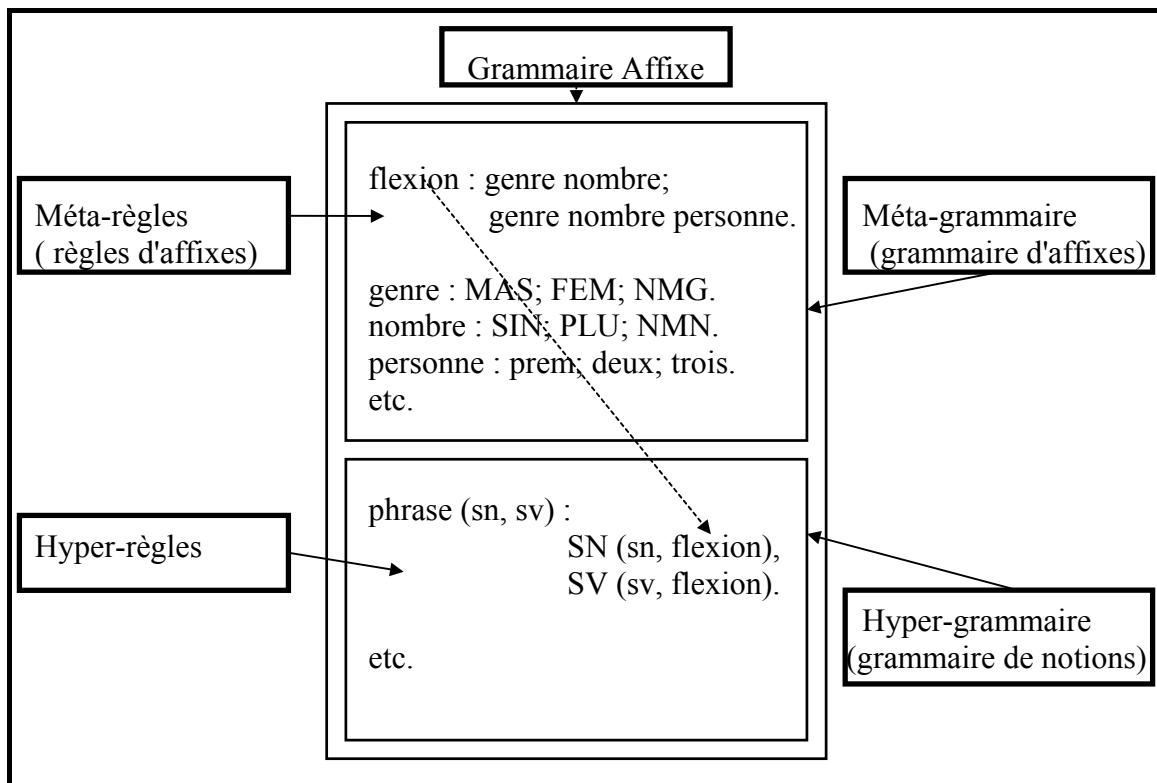 Grammaire Affixe
flexion : genre nombre;
genre nombre personne.
genre : MAS; FEM; NMG.
nombre : SIN; PLU; NMN.
personne : prem; deux; trois.
etc.
Méta-règles
( règles d'affixes)
Méta-grammaire
(grammaire d'affixes)
phrase (sn, sv) :
SN (sn, flexion),
SV (sv, flexion).
etc.
Hyper-règles
Hyper-grammaire
(grammaire de notions)